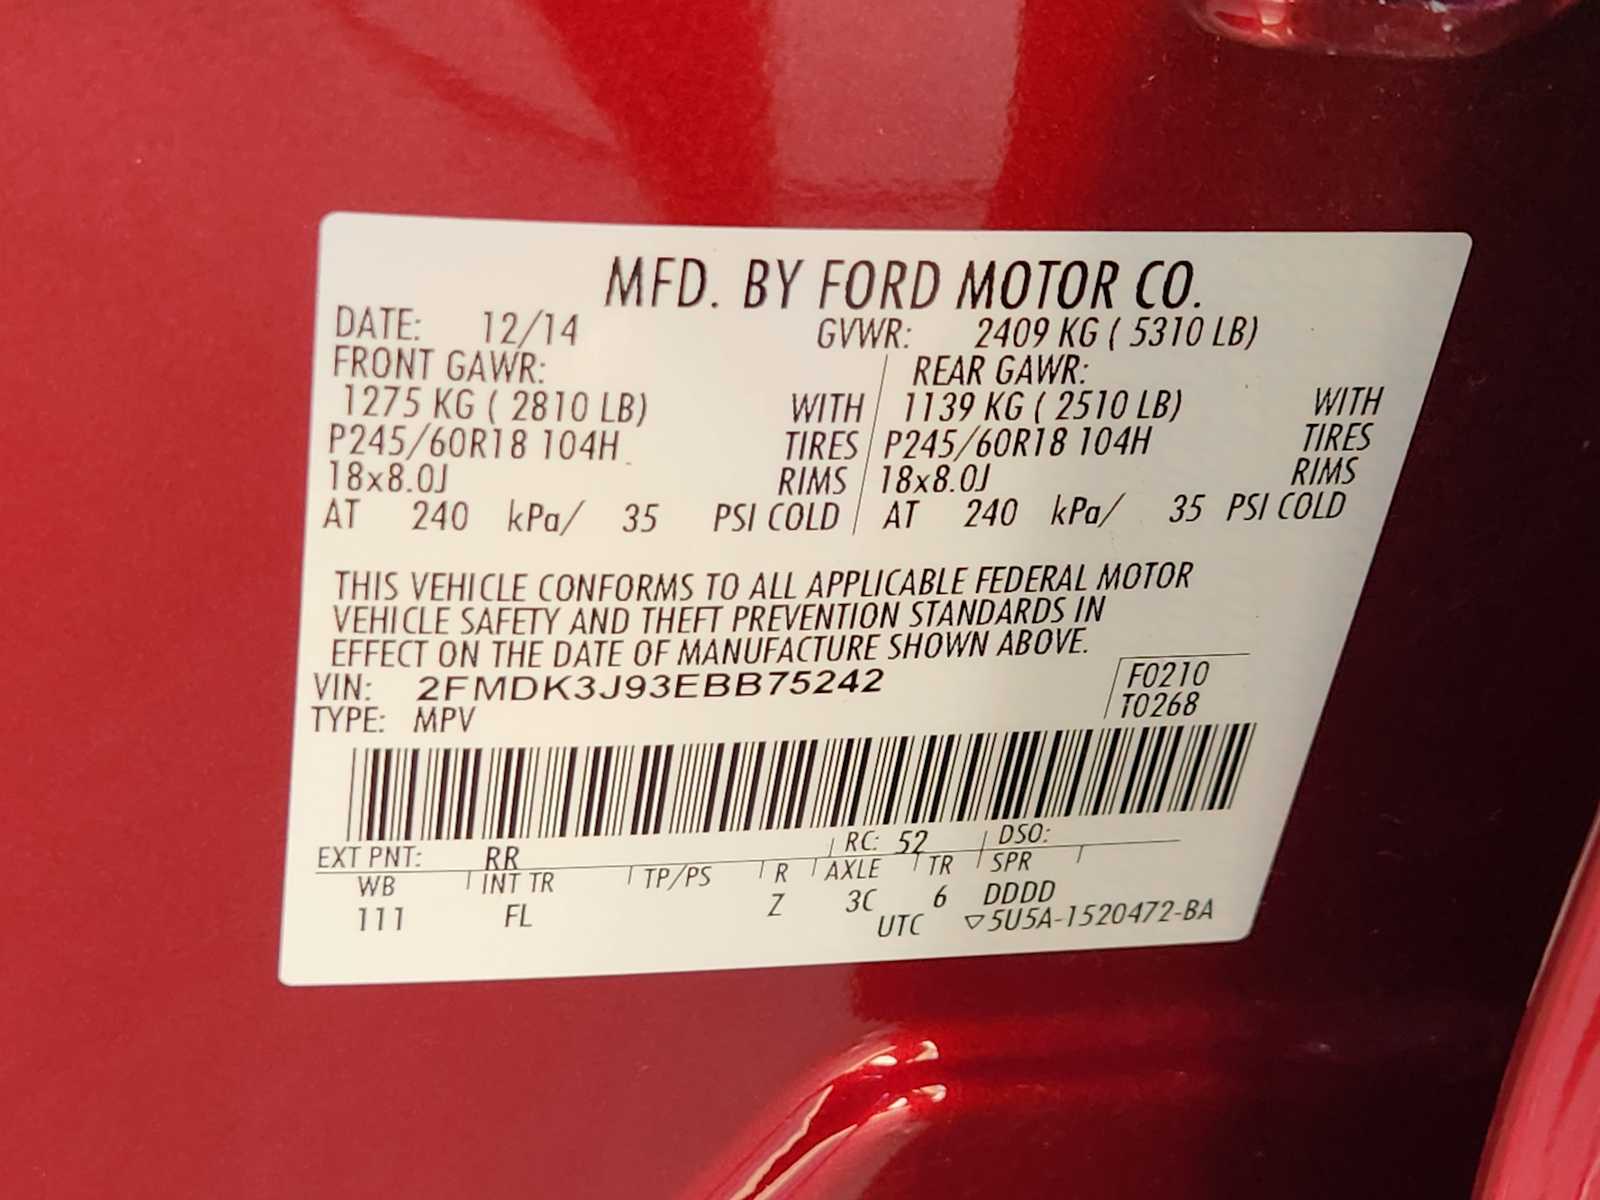 MFD. BY FORD MOTOR CO.
DATE: 12/14 GVWR: 2409 KG ( 5310 LB)
FRONT GAWR: REAR GAWR:
1275 KG ( 2810 LB) WITH 1139 KG ( 2510 LB) WITH
P245/60R18 104H TIRES P245/60R18 104H TIRES
18x8.0J RIMS 18x8.0J RIMS
AT 240 kPa/ 35 PSI COLD AT 240 kPa/ 35 PSI COLD
THIS VEHICLE CONFORMS TO ALL APPLICABLE FEDERAL MOTOR
VEHICLE SAFETY AND THEFT PREVENTION STANDARDS IN
EFFECT ON THE DATE OF MANUFACTURE SHOWN ABOVE.
VIN: 2FMDK3J93EBB75242 F0210
TYPE: MPV T0268
EXT PNT: RR RC: 52 DSO:
WB INT TR TP/PS R AXLE TR SPR
111 FL Z 3C 6 DDDD
UTC ▽5U5A-1520472-BA